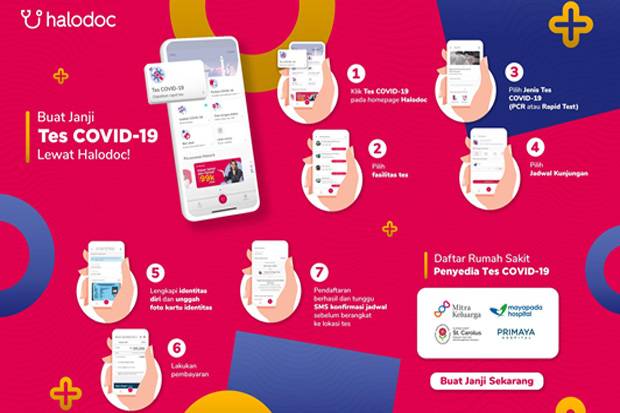 halodoc
Buat Janji
Tes COVID-19
Lewat Halodoc!
Tes COVID-19
1
Klik Tes COVID-19
pada homepage Halodoc
2
Pilih
fasilitas tes
3
Pilih Jenis Tes
COVID-19
(PCR atau Rapid Test)
4
Pilih
Jadwal Kunjungan
5
Lengkapi identitas
diri dan unggah
foto kartu identitas
6
Lakukan
pembayaran
7
Pendaftaran
berhasil dan tunggu
SMS konfirmasi jadwal
sebelum berangkat
ke lokasi tes
Daftar Rumah Sakit
Penyedia Tes COVID-19
Mitra
Keluarga
mayapada
hospital
St. Carolus
PRIMAYA
HOSPITAL
Buat Janji Sekarang